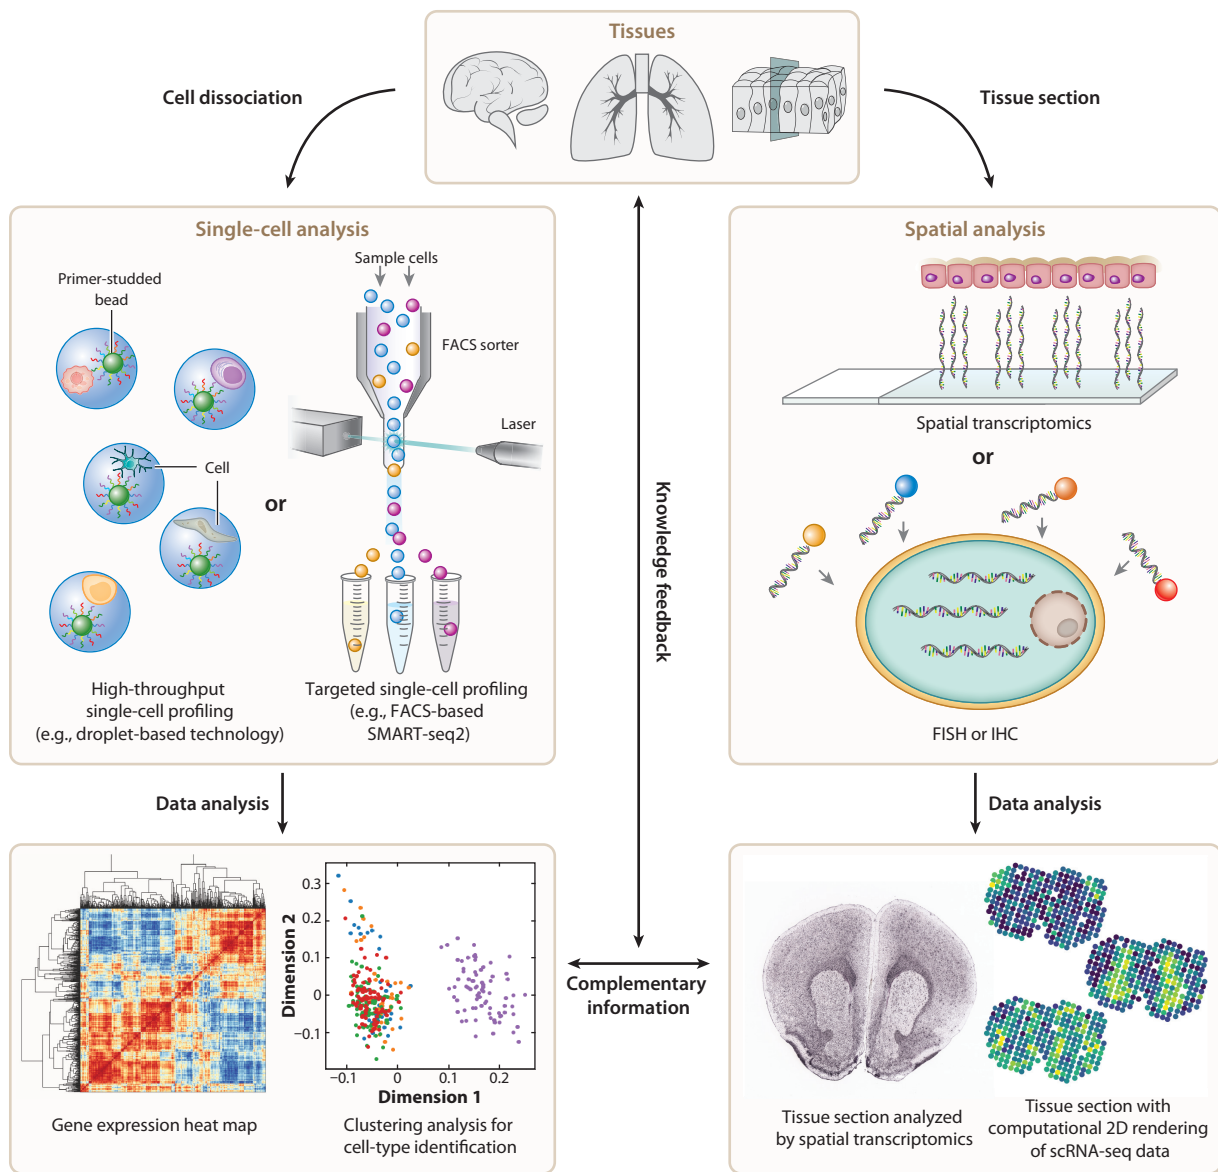 Tissues
Cell dissociation
Tissue section
Single-cell analysis
Primer-studded
bead
Sample cells
FACS sorter
Laser
Cell
or
High-throughput
single-cell profiling
(e.g., droplet-based technology)
Targeted single-cell profiling
(e.g., FACS-based
SMART-seq2)
Knowledge feedback
Spatial analysis
Spatial transcriptomics
or
FISH or IHC
Data analysis
Data analysis
Gene expression heat map
Dimension 2
0.3
0.2
0.1
0
−0.1
−0.1
0
0.1
0.2
Dimension 1
Clustering analysis for
cell-type identification
Complementary
information
Tissue section analyzed
by spatial transcriptomics
Tissue section with
computational 2D rendering
of scRNA-seq data